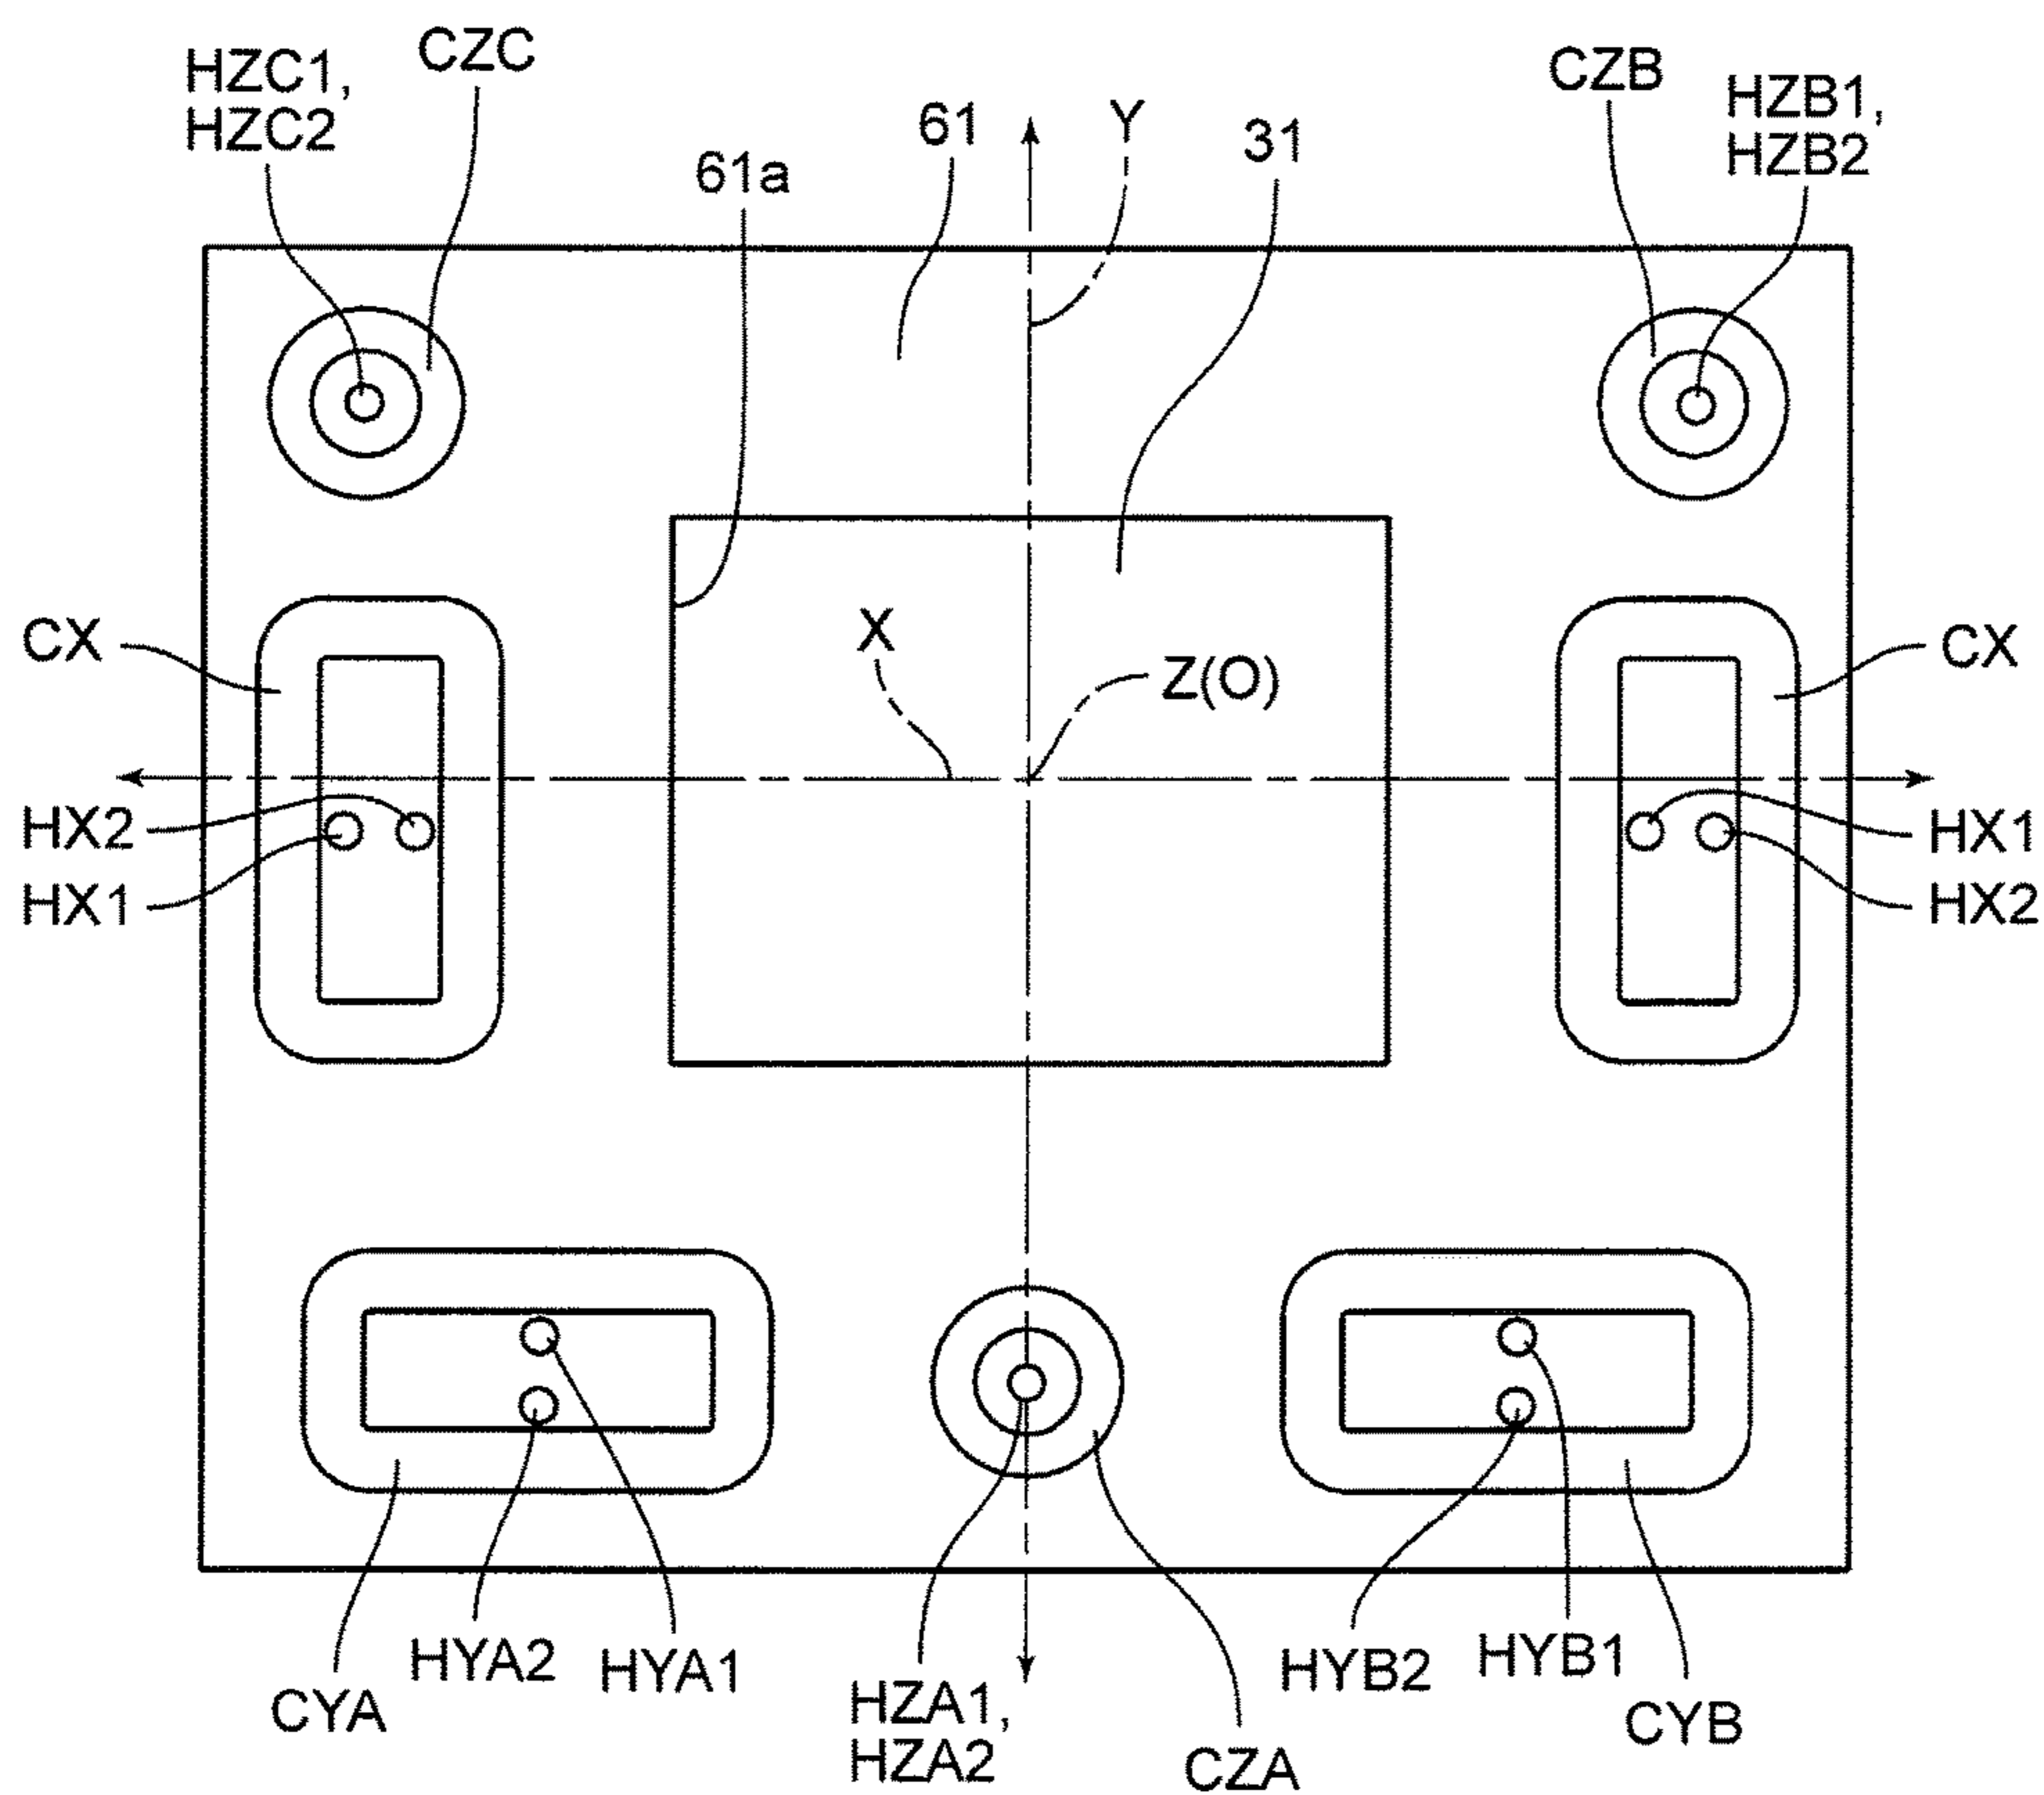 HZC1,
HZC2
CZC
61a
61
Y
31
CZB
HZB1,
HZB2
CX
X
Z(O)
CX
HX2
HX1
HX1
HX2
CYA
HYA2
HYA1
HZA1,
HZA2
CZA
HYB2
HYB1
CYB